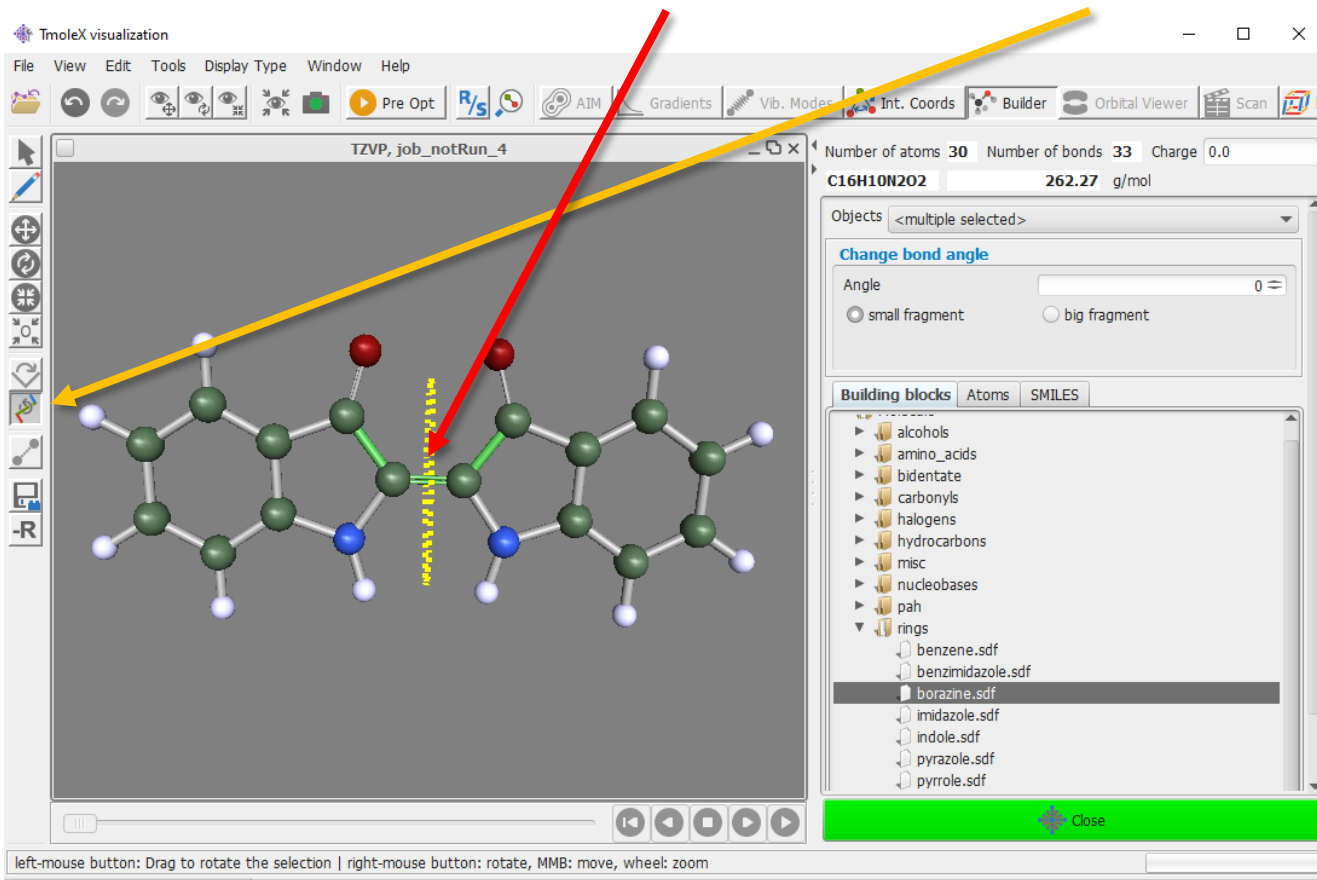 TmoleX visualization
File View Edit Tools Display Type Window Help
Pre Opt R/S AIM Gradients Vib. Modes Int. Coords Builder Orbital Viewer Scan
TZVP, job_notRun_4
Number of atoms 30 Number of bonds 33 Charge 0.0
C16H10N2O2 262.27 g/mol
Objects <multiple selected>
Change bond angle
Angle 0
small fragment big fragment
Building blocks Atoms SMILES
alcohols
amino_acids
bidentate
carbonyls
halogens
hydrocarbons
misc
nucleobases
pah
rings
benzene.sdf
benzimidazole.sdf
borazine.sdf
imidazole.sdf
indole.sdf
pyrazole.sdf
pyrrole.sdf
-R
Close
left-mouse button: Drag to rotate the selection | right-mouse button: rotate, MMB: move, wheel: zoom